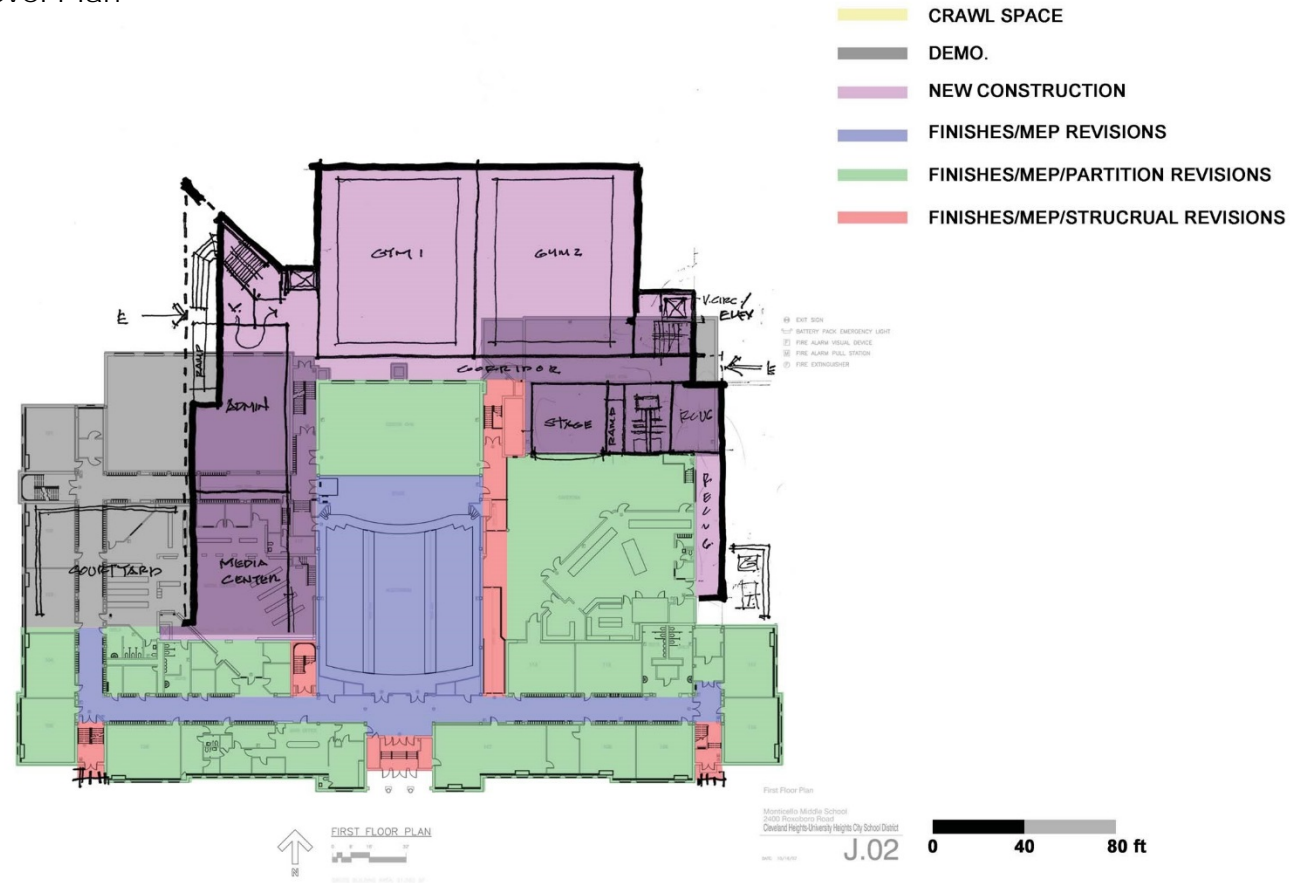 CRAWL SPACE
DEMO.
NEW CONSTRUCTION
FINISHES/MEP REVISIONS
FINISHES/MEP/PARTITION REVISIONS
FINISHES/MEP/STRUCRUAL REVISIONS
GYM 1
GYM 2
V. CIRC /
ELEV
E
EXIT SIGN
BATTERY PACK EMERGENCY LIGHT
FIRE ALARM VISUAL DEVICE
FIRE ALARM PULL STATION
FIRE EXTINGUISHER
RAMP
CORRIDOR
E
ADMIN
STAGE
RAMP
COURTYARD
MEDIA
CENTER
First Floor Plan
Monticello Middle School
Cleveland Heights-University Heights City School District
J.02
FIRST FLOOR PLAN
N
0 40 80 ft